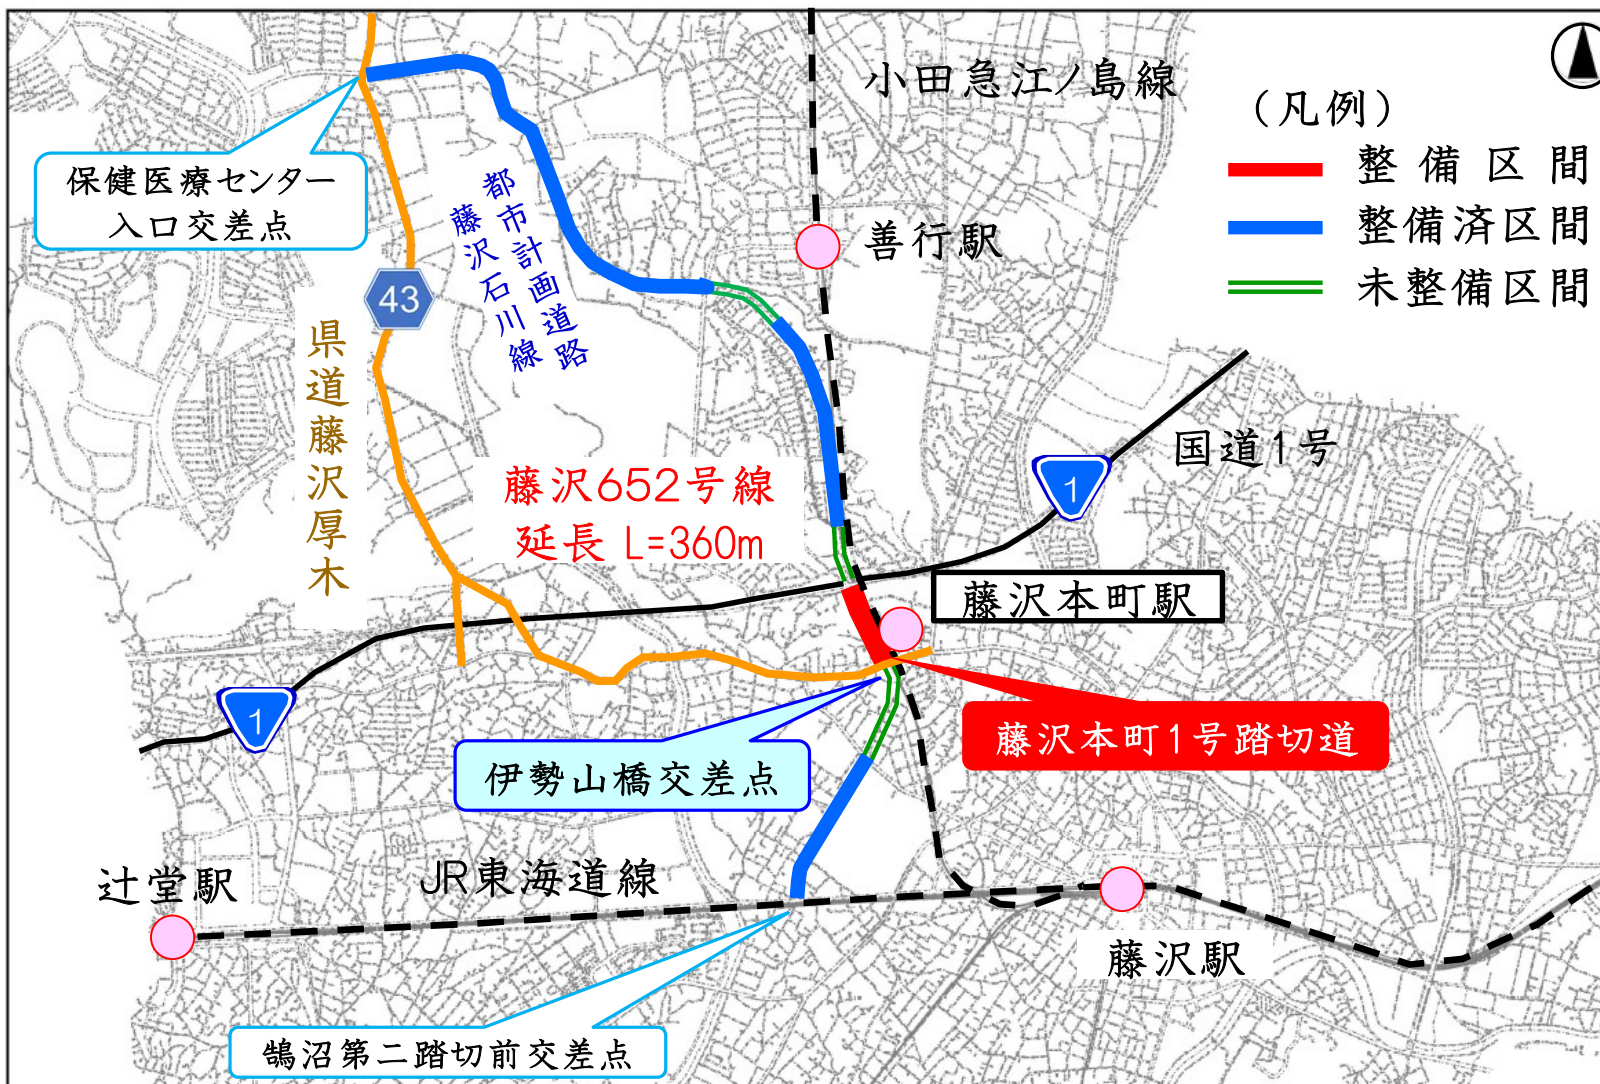 小田急江ノ島線
（凡例）
整備区間
整備済区間
未整備区間
保健医療センター
入口交差点
都市計画道路
藤沢石川線
善行駅
43
県道藤沢厚木
藤沢652号線
延長 L=360m
国道1号
1
藤沢本町駅
1
藤沢本町1号踏切道
伊勢山橋交差点
辻堂駅
JR東海道線
藤沢駅
鵠沼第二踏切前交差点